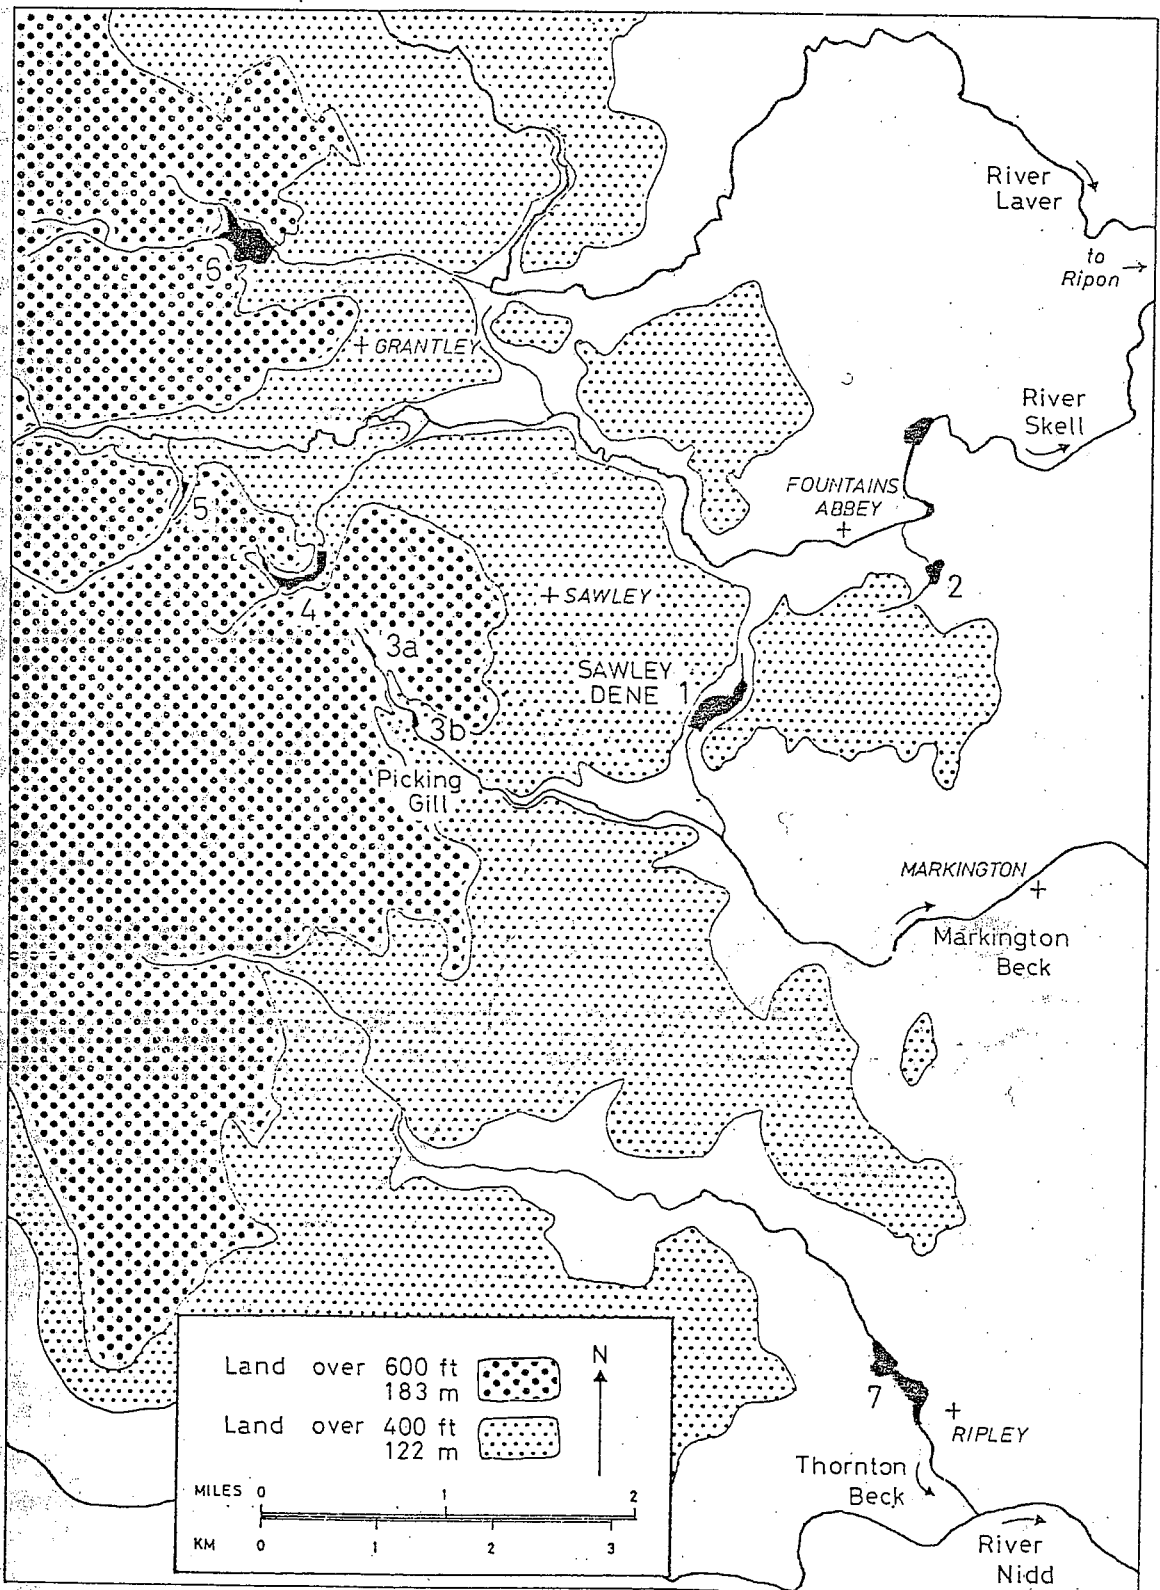 River
Laver
to
Ripon
6
+ GRANTLEY
River
Skell
FOUNTAINS
ABBEY
+
5
2
4
+ SAWLEY
3a
SAWLEY
DENE 1
3b
Picking
Gill
MARKINGTON
+
Markington
Beck
Land over 600 ft
183 m
Land over 400 ft
122 m
N
MILES 0 1 2
KM 0 1 2 3
7
+
RIPLEY
Thornton
Beck
River
Nidd